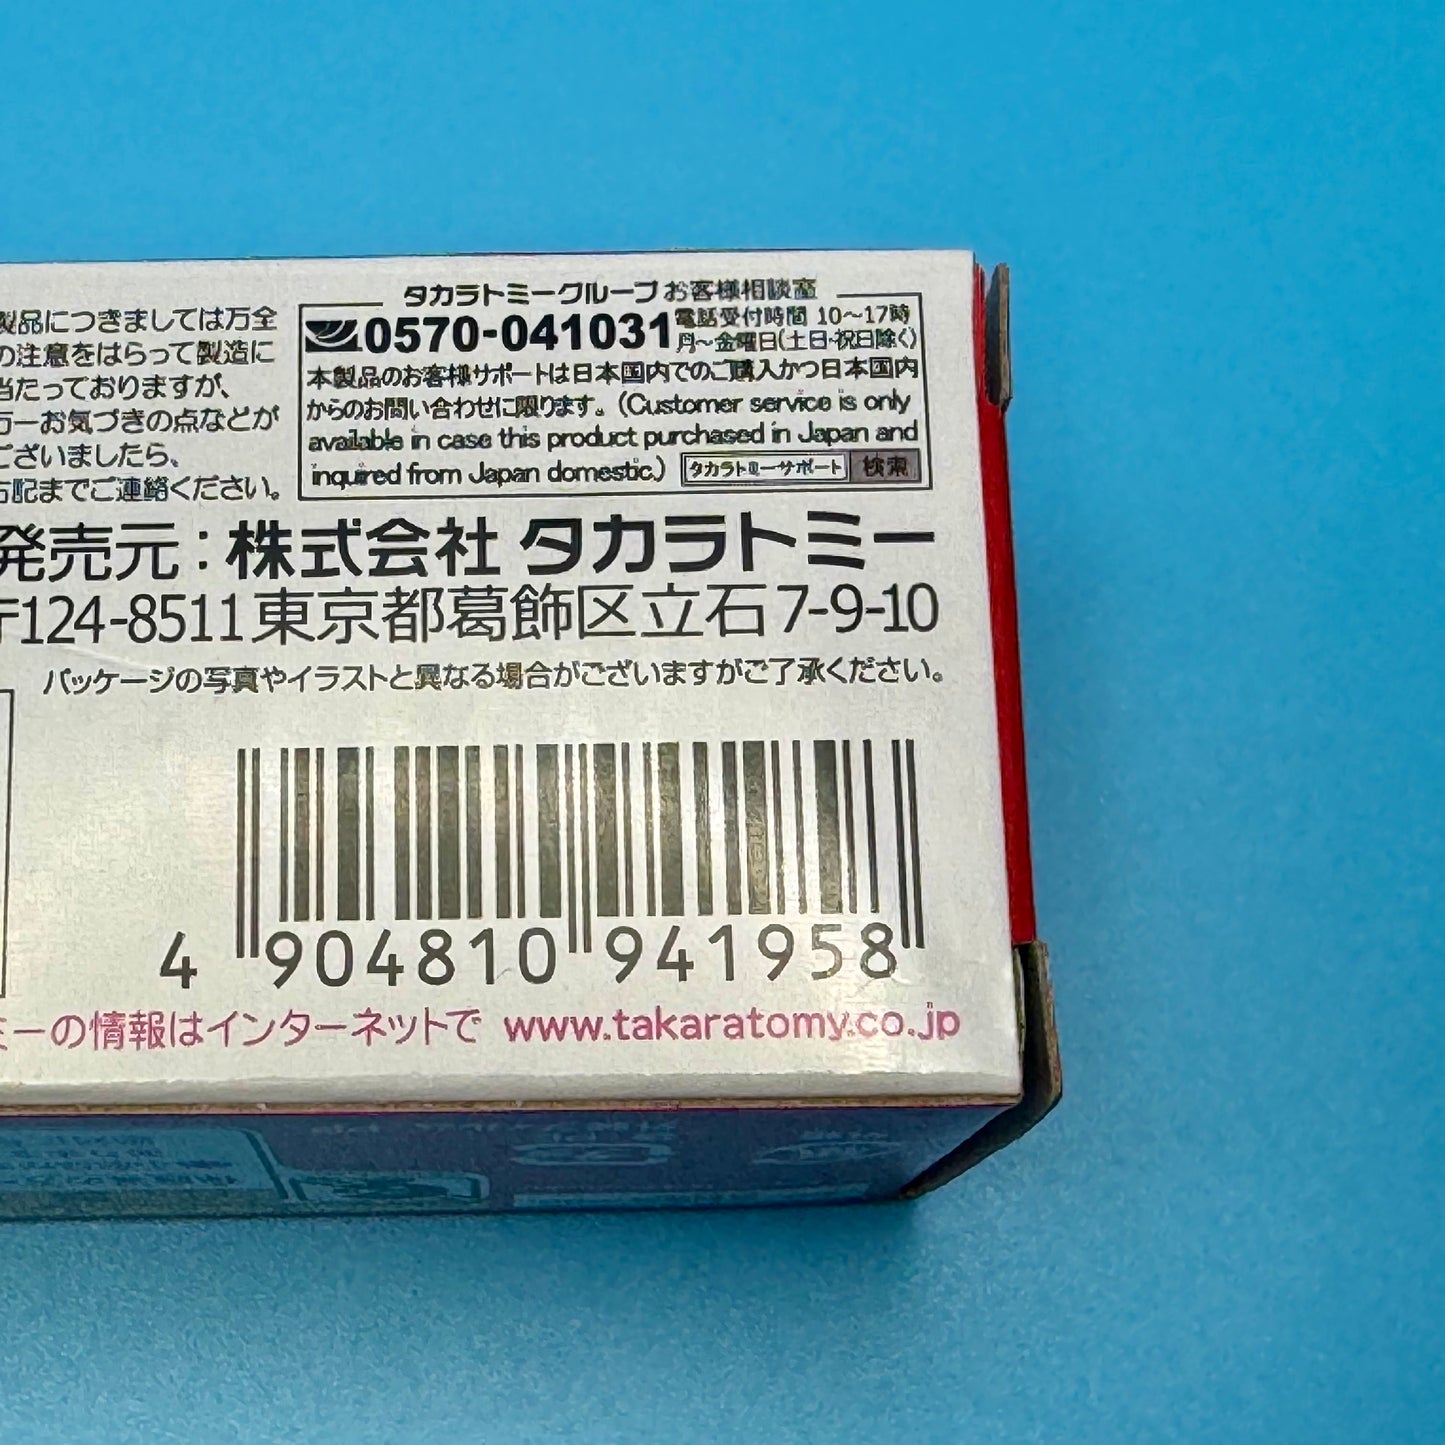 製品につきましては万全
の注意をはらって製造に
当たっておりますが、
万一お気づきの点などが
ございましたら、
右記までご連絡ください。
タカラトミーグループ お客様相談室
0570-041031 電話受付時間 10〜17時
月〜金曜日(土日・祝日除く)
本製品のお客様サポートは日本国内でのご購入かつ日本国内
からのお問い合わせに限ります。(Customer service is only
available in case this product purchased in Japan and
inquired from Japan domestic.) タカラトミーサポート 検索
発売元:株式会社 タカラトミー
〒124-8511 東京都葛飾区立石7-9-10
パッケージの写真やイラストと異なる場合がございますがご了承ください。
4 904810 941958
ミーの情報はインターネットで www.takaratomy.co.jp